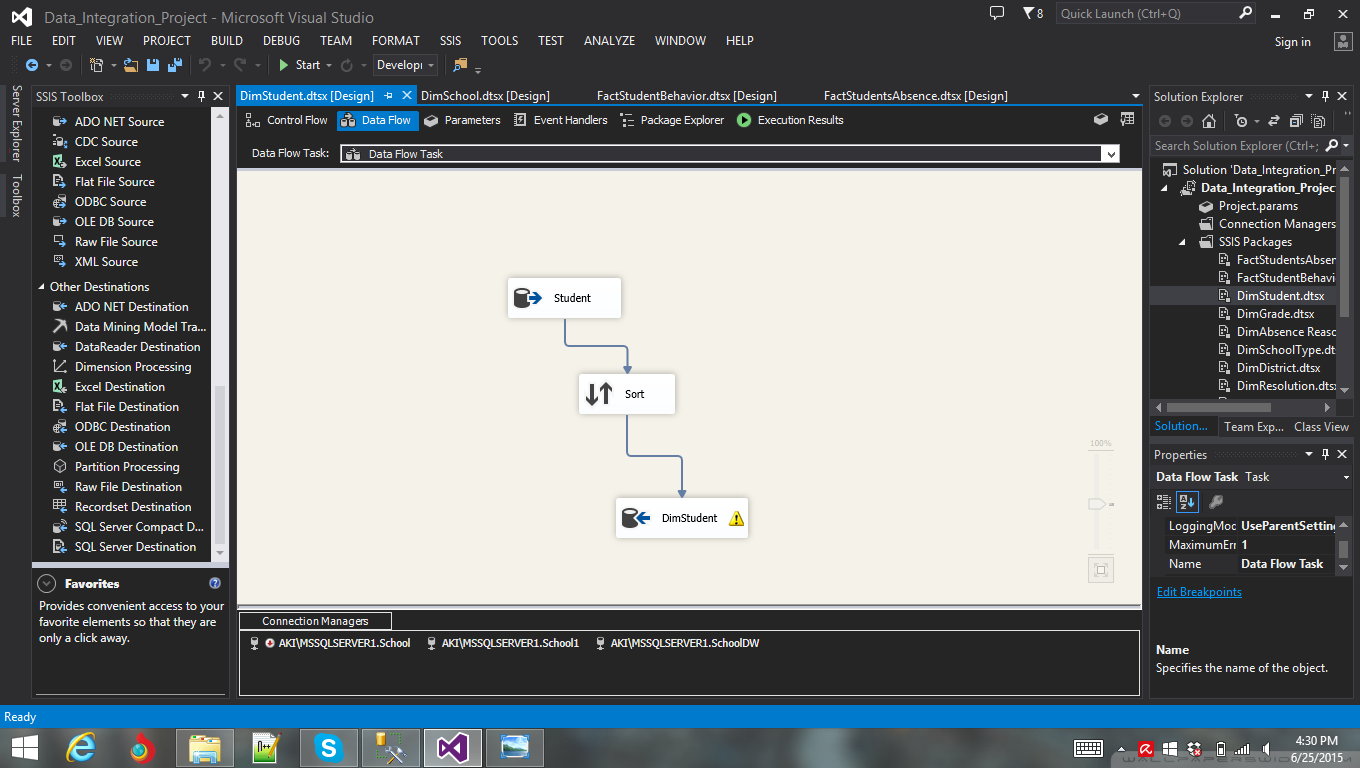 Data_Integration_Project - Microsoft Visual Studio
8
Quick Launch (Ctrl+Q)
FILE EDIT VIEW PROJECT BUILD DEBUG TEAM FORMAT SSIS TOOLS TEST ANALYZE WINDOW HELP
Sign in
Start
Develop
Server Explorer
Toolbox
SSIS Toolbox
ADO NET Source
CDC Source
Excel Source
Flat File Source
ODBC Source
OLE DB Source
Raw File Source
XML Source
Other Destinations
ADO NET Destination
Data Mining Model Tra...
DataReader Destination
Dimension Processing
Excel Destination
Flat File Destination
ODBC Destination
OLE DB Destination
Partition Processing
Raw File Destination
Recordset Destination
SQL Server Compact D...
SQL Server Destination
Favorites
Provides convenient access to your
favorite elements so that they are
only a click away.
DimStudent.dtsx [Design] DimSchool.dtsx [Design] FactStudentBehavior.dtsx [Design] FactStudentsAbsence.dtsx [Design]
Control Flow Data Flow Parameters Event Handlers Package Explorer Execution Results
Data Flow Task: Data Flow Task
Student
Sort
DimStudent
100%
Connection Managers
AKI\MSSQLSERVER1.School AKI\MSSQLSERVER1.School1 AKI\MSSQLSERVER1.SchoolDW
Solution Explorer
Search Solution Explorer (Ctrl+;
Solution 'Data_Integration_Pr
Data_Integration_Project
Project.params
Connection Managers
SSIS Packages
FactStudentsAbsen
FactStudentBehavi
DimStudent.dtsx
DimGrade.dtsx
DimAbsence Reaso
DimSchoolType.dts
DimDistrict.dtsx
DimResolution.dtsx
Solution... Team Exp... Class View
Properties
Data Flow Task Task
LoggingMod UseParentSetting
MaximumErr 1
Name Data Flow Task
Edit Breakpoints
Name
Specifies the name of the object.
Ready
4:30 PM
6/25/2015